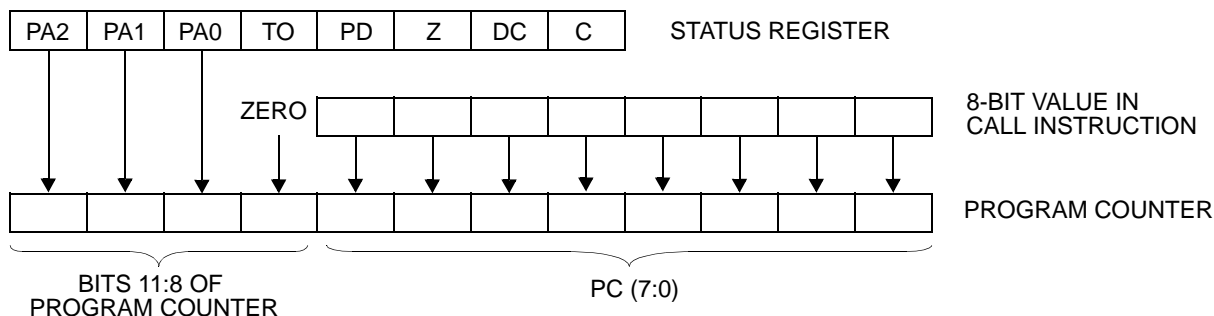 PA2 PA1 PA0 TO PD Z DC C STATUS REGISTER
ZERO
8-BIT VALUE IN
CALL INSTRUCTION
PROGRAM COUNTER
BITS 11:8 OF
PROGRAM COUNTER
PC (7:0)